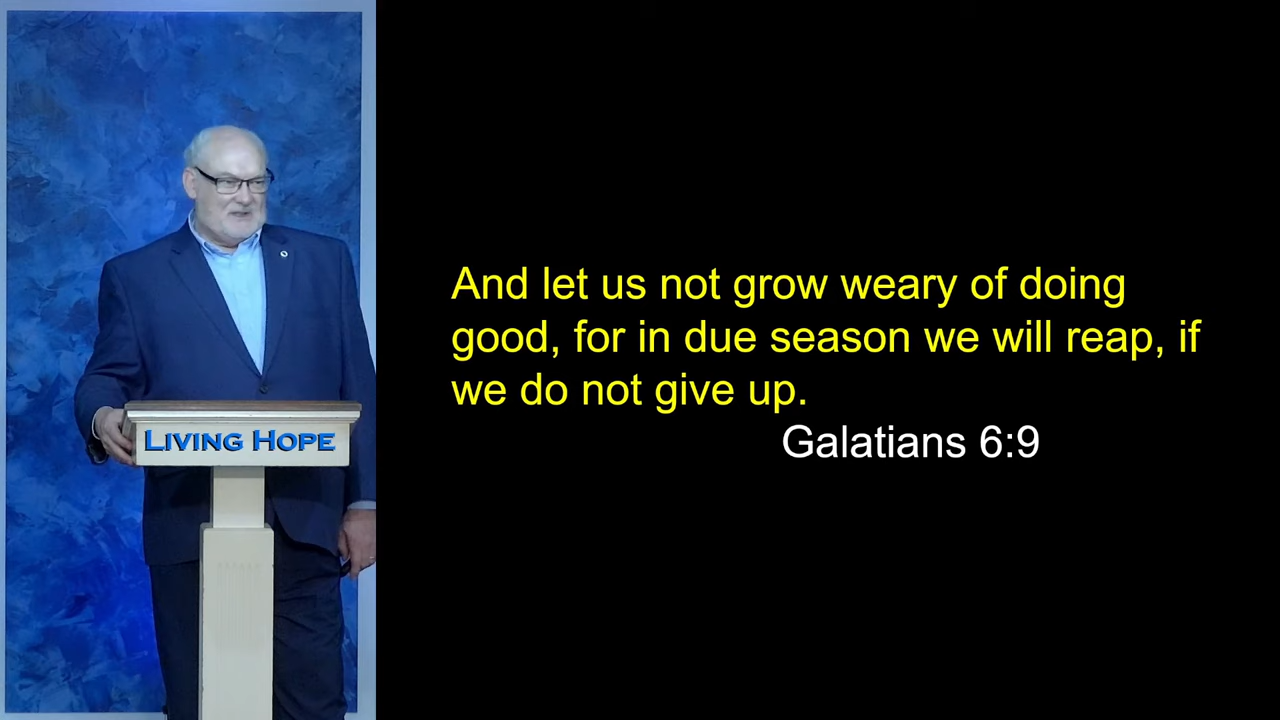 LIVING HOPE
And let us not grow weary of doing
good, for in due season we will reap, if
we do not give up.
Galatians 6:9